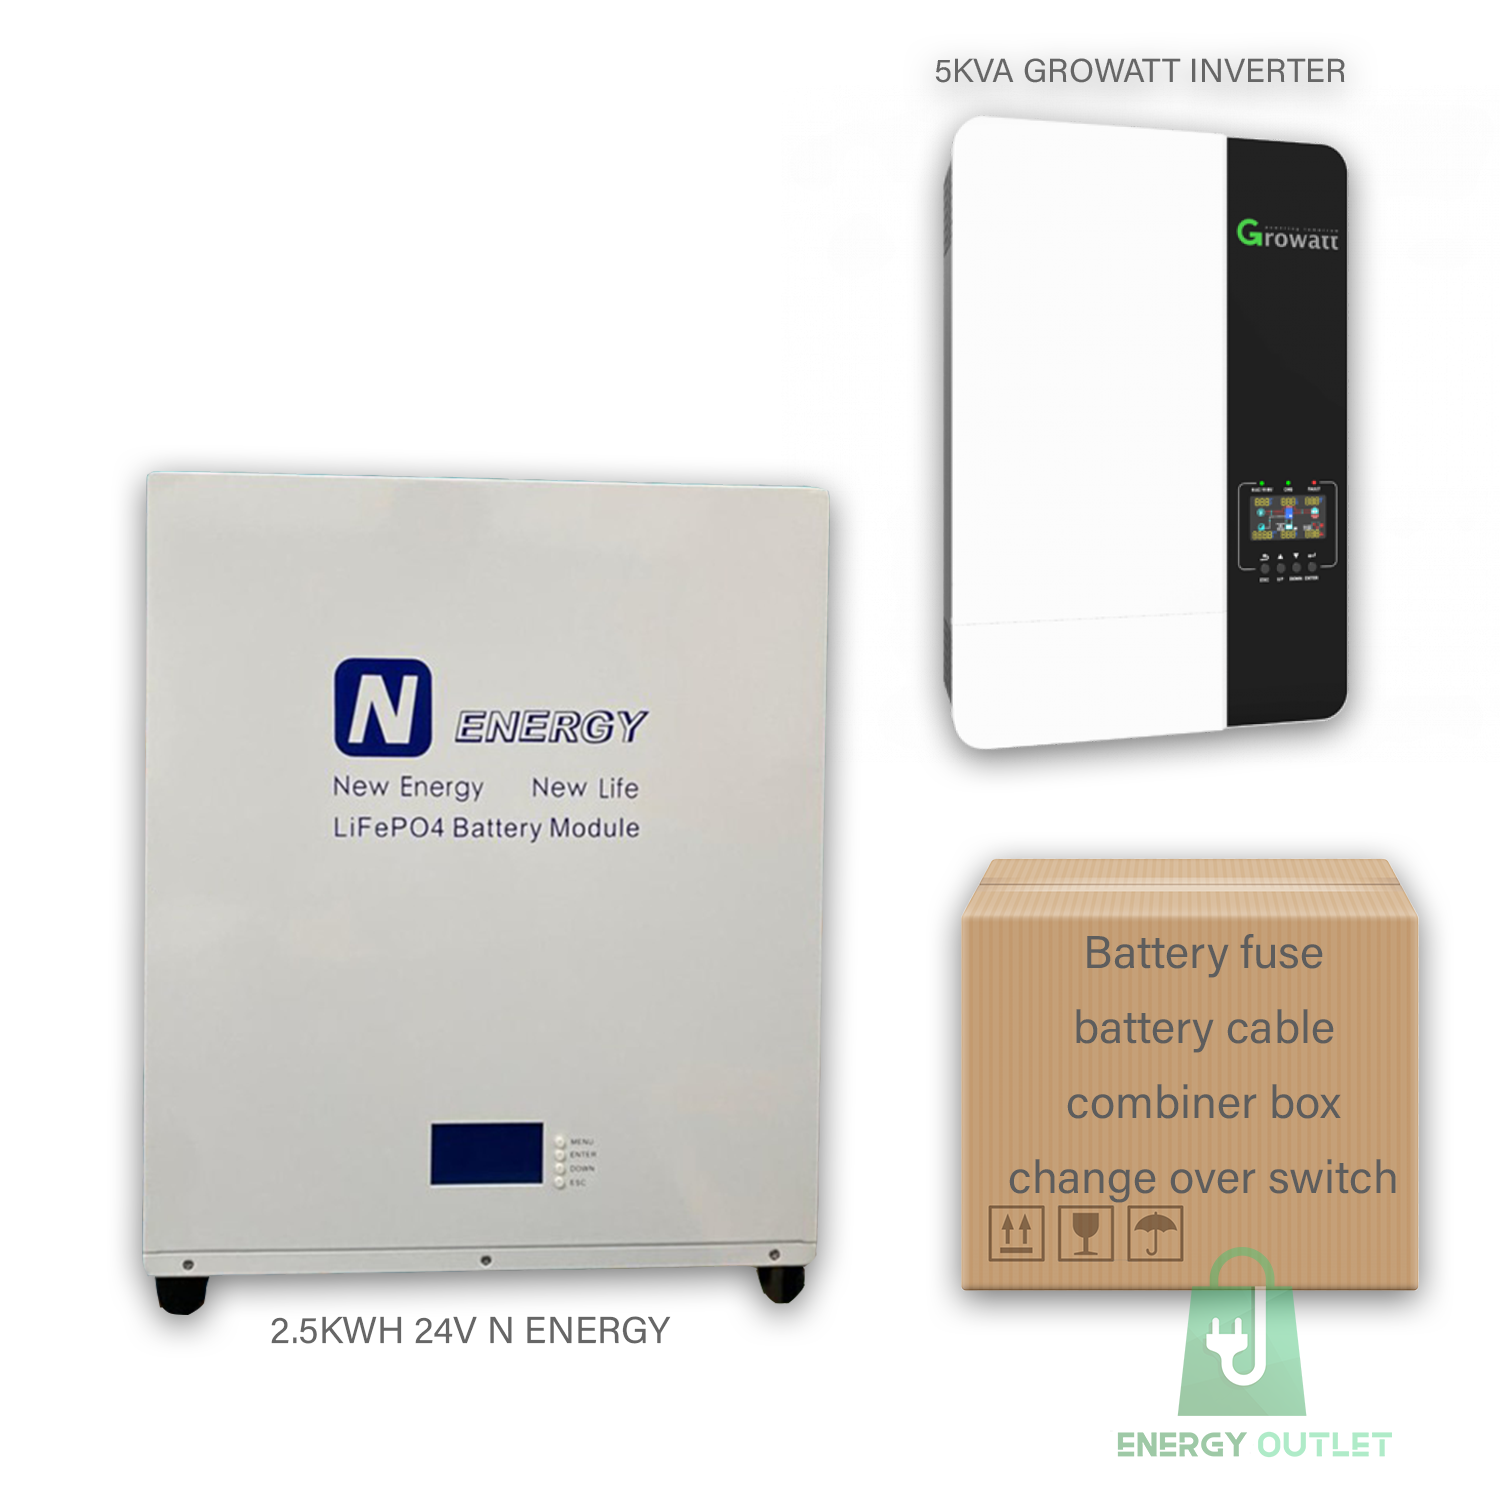 5KVA GROWATT INVERTER
Growatt
N ENERGY
New Energy New Life
LiFePO4 Battery Module
MENU
ENTER
DOWN
ESC
2.5KWH 24V N ENERGY
Battery fuse
battery cable
combiner box
change over switch
ENERGY OUTLET